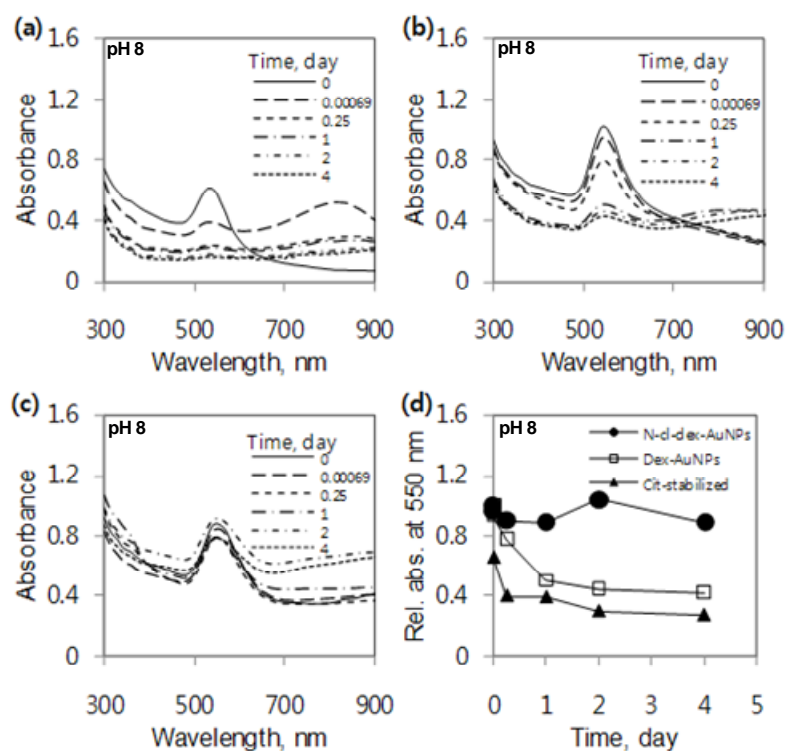 (a)
pH 8
Time, day
0
0.00069
0.25
1
2
4
1.6
1.2
0.8
0.4
0
Absorbance
300 500 700 900
Wavelength, nm
(b)
pH 8
Time, day
0
0.00069
0.25
1
2
4
1.6
1.2
0.8
0.4
0
Absorbance
300 500 700 900
Wavelength, nm
(c)
pH 8
Time, day
0
0.00069
0.25
1
2
4
1.6
1.2
0.8
0.4
0
Absorbance
300 500 700 900
Wavelength, nm
(d)
pH 8
N-cl-dex-AuNPs
Dex-AuNPs
Cit-stabilized
1.6
1.2
0.8
0.4
0
Rel. abs. at 550 nm
0 1 2 3 4 5
Time, day